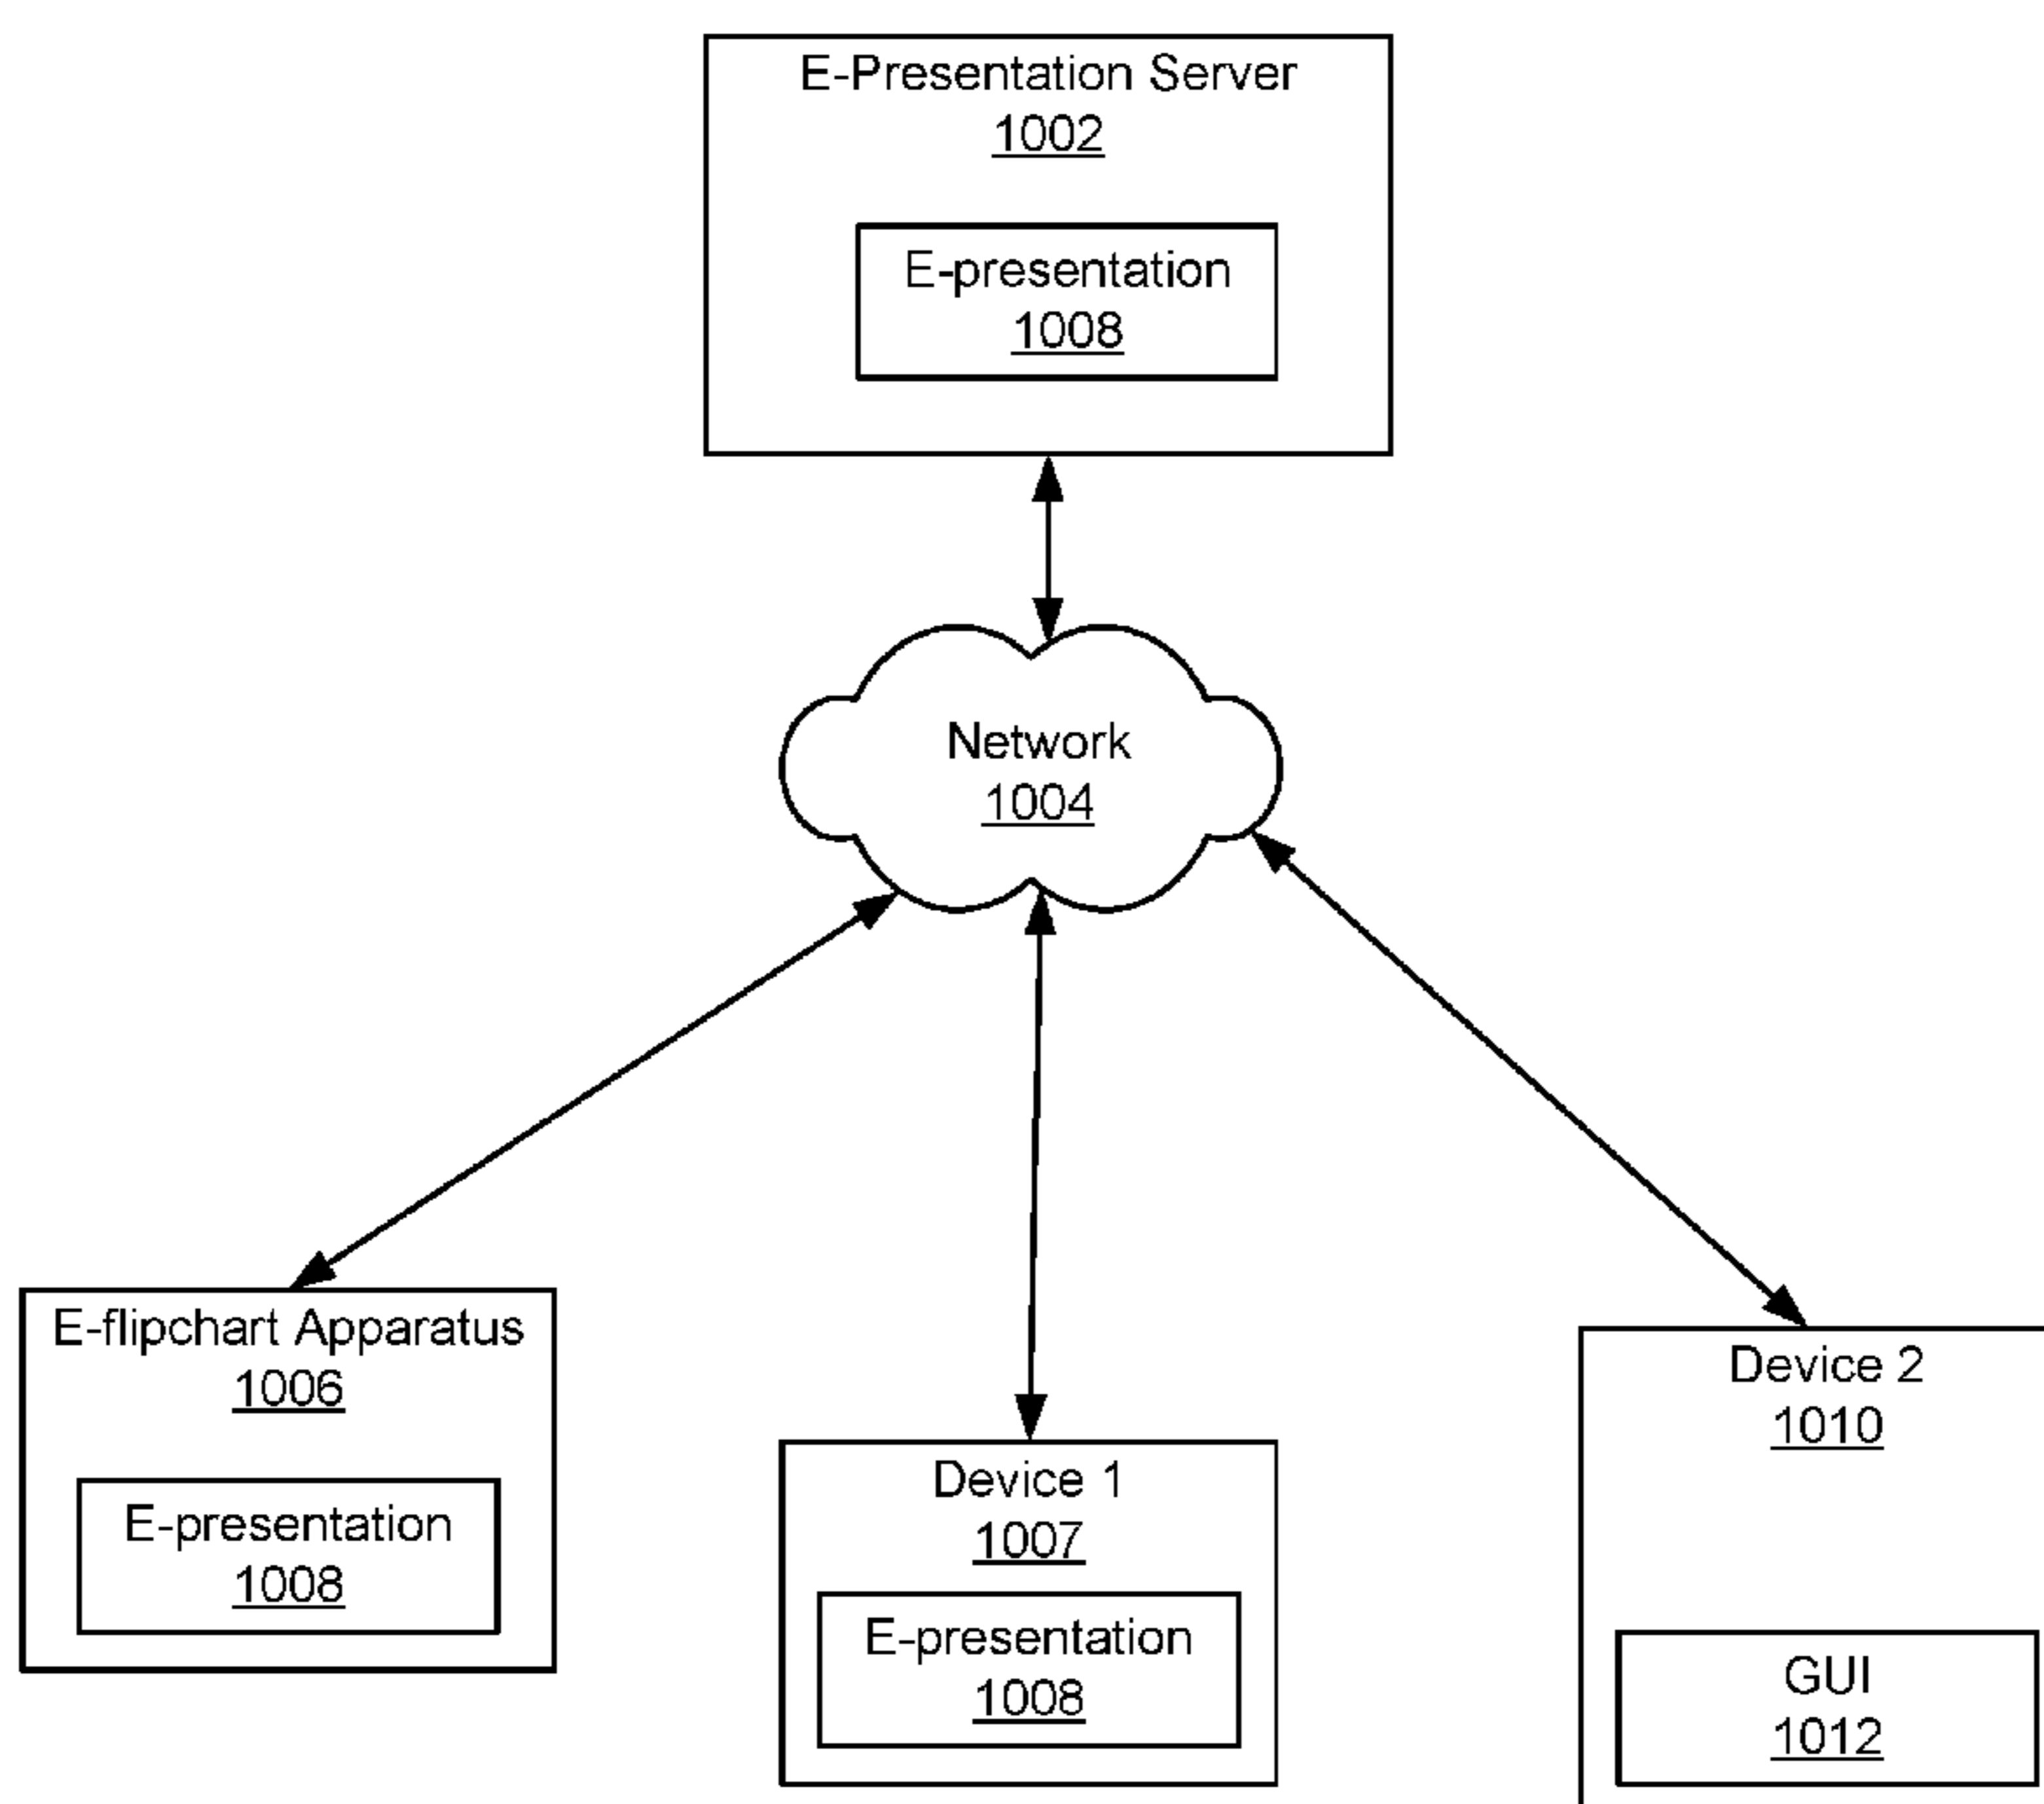 E-Presentation Server
1002
E-presentation
1008
Network
1004
E-flipchart Apparatus
1006
E-presentation
1008
Device 1
1007
E-presentation
1008
Device 2
1010
GUI
1012